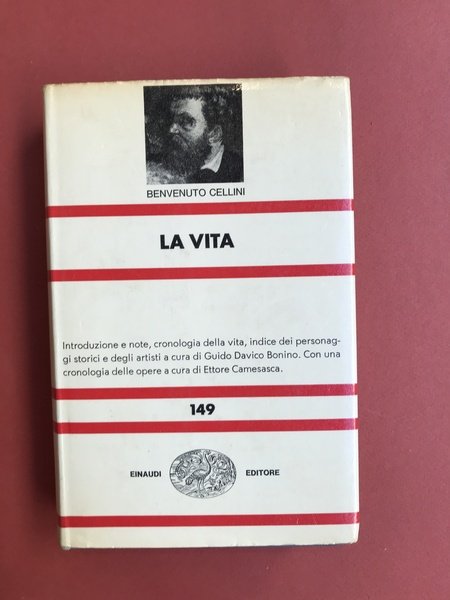 BENVENUTO CELLINI
LA VITA
Introduzione e note, cronologia della vita, indice dei personag-
gi storici e degli artisti a cura di Guido Davico Bonino. Con una
cronologia delle opere a cura di Ettore Camesasca.
149
EINAUDI EDITORE